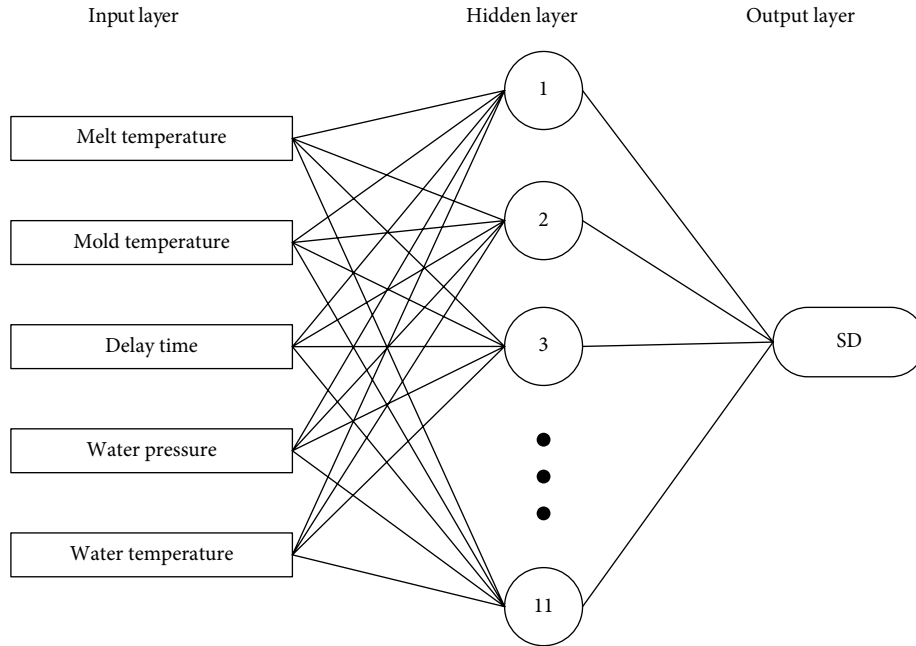 Input layer
Hidden layer
Output layer
Melt temperature
Mold temperature
Delay time
Water pressure
Water temperature
1
2
3
11
SD